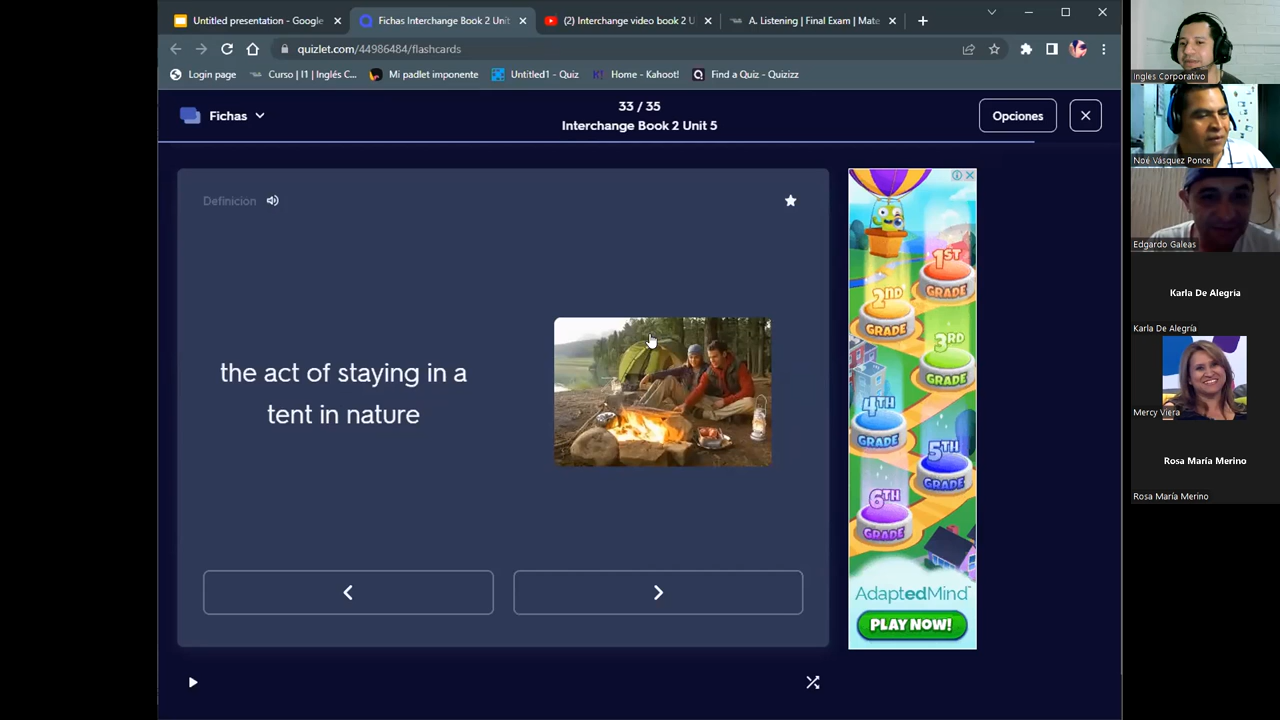 Untitled presentation - Google
Fichas Interchange Book 2 Unit
(2) Interchange video book 2 U
A. Listening | Final Exam | Mate
quizlet.com/44986484/flashcards
Login page
Curso | I1 | Inglés C...
Mi padlet imponente
Untitled1 - Quiz
Home - Kahoot!
Find a Quiz - Quizizz
Fichas
33 / 35
Interchange Book 2 Unit 5
Opciones
Definicion
the act of staying in a
tent in nature
1ST
GRADE
2ND
GRADE
3RD
GRADE
4TH
GRADE
5TH
GRADE
6TH
GRADE
AdaptedMind
PLAY NOW!
Ingles Corporativo
Noé Vásquez Ponce
Edgardo Galeas
Karla De Alegría
Karla De Alegría
Mercy Viera
Rosa María Merino
Rosa María Merino